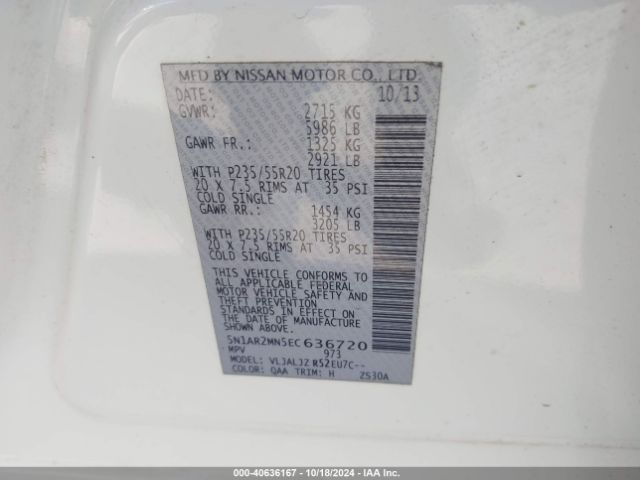 MFD BY NISSAN MOTOR CO., LTD.
DATE: 10/13
GVWR: 2715 KG
5986 LB
GAWR FR.: 1325 KG
2921 LB
WITH P235/55R20 TIRES
20 X 7.5 RIMS AT 35 PSI
COLD SINGLE
GAWR RR.: 1454 KG
3205 LB
WITH P235/55R20 TIRES
20 X 7.5 RIMS AT 35 PSI
COLD SINGLE
THIS VEHICLE CONFORMS TO
ALL APPLICABLE FEDERAL
MOTOR VEHICLE SAFETY AND
THEFT PREVENTION
STANDARDS IN EFFECT ON
THE DATE OF MANUFACTURE
SHOWN ABOVE.
5N1AR2MN5EC636720
MPV 973
MODEL: VLJALJZ R52EU7C--
COLOR: QAA TRIM: H ZS30A
000-40636167 - 10/18/2024 - IAA Inc.